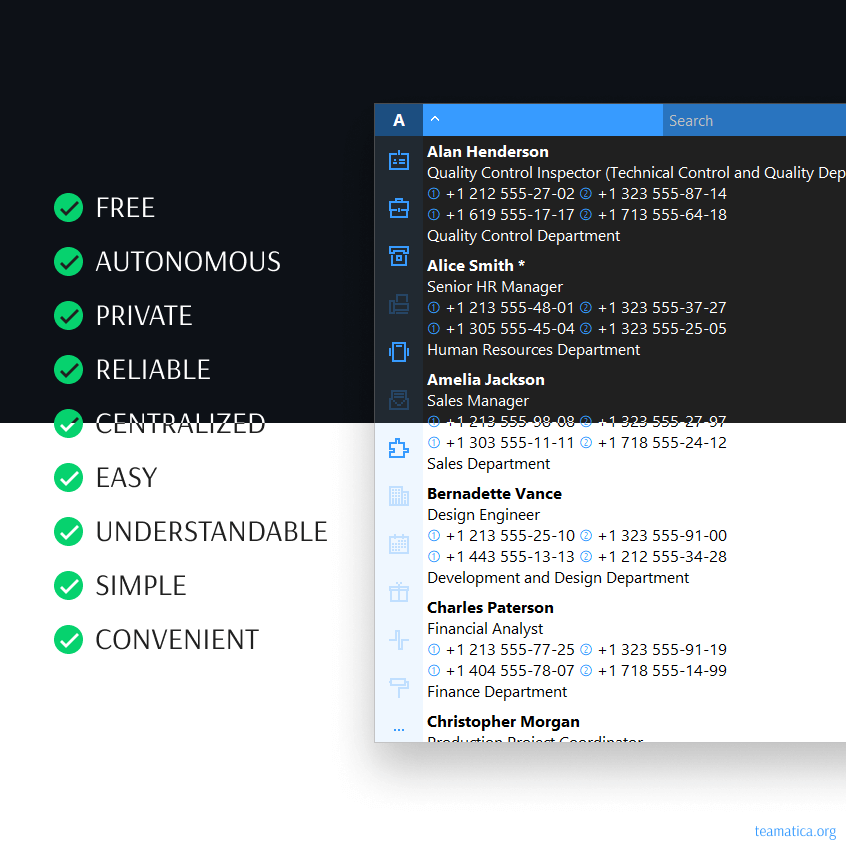 FREE
AUTONOMOUS
PRIVATE
RELIABLE
CENTRALIZED
EASY
UNDERSTANDABLE
SIMPLE
CONVENIENT
A
Search
Alan Henderson
Quality Control Inspector (Technical Control and Quality Dep
① +1 212 555-27-02 ② +1 323 555-87-14
① +1 619 555-17-17 ② +1 713 555-64-18
Quality Control Department
Alice Smith *
Senior HR Manager
① +1 213 555-48-01 ② +1 323 555-37-27
① +1 305 555-45-04 ② +1 323 555-25-05
Human Resources Department
Amelia Jackson
Sales Manager
① +1 213 555-98-08 ② +1 323 555-27-97
① +1 303 555-11-11 ② +1 718 555-24-12
Sales Department
Bernadette Vance
Design Engineer
① +1 213 555-25-10 ② +1 323 555-91-00
① +1 443 555-13-13 ② +1 212 555-34-28
Development and Design Department
Charles Paterson
Financial Analyst
① +1 213 555-77-25 ② +1 323 555-91-19
① +1 404 555-78-07 ② +1 718 555-14-99
Finance Department
Christopher Morgan
Production Project Coordinator
...
teamatica.org